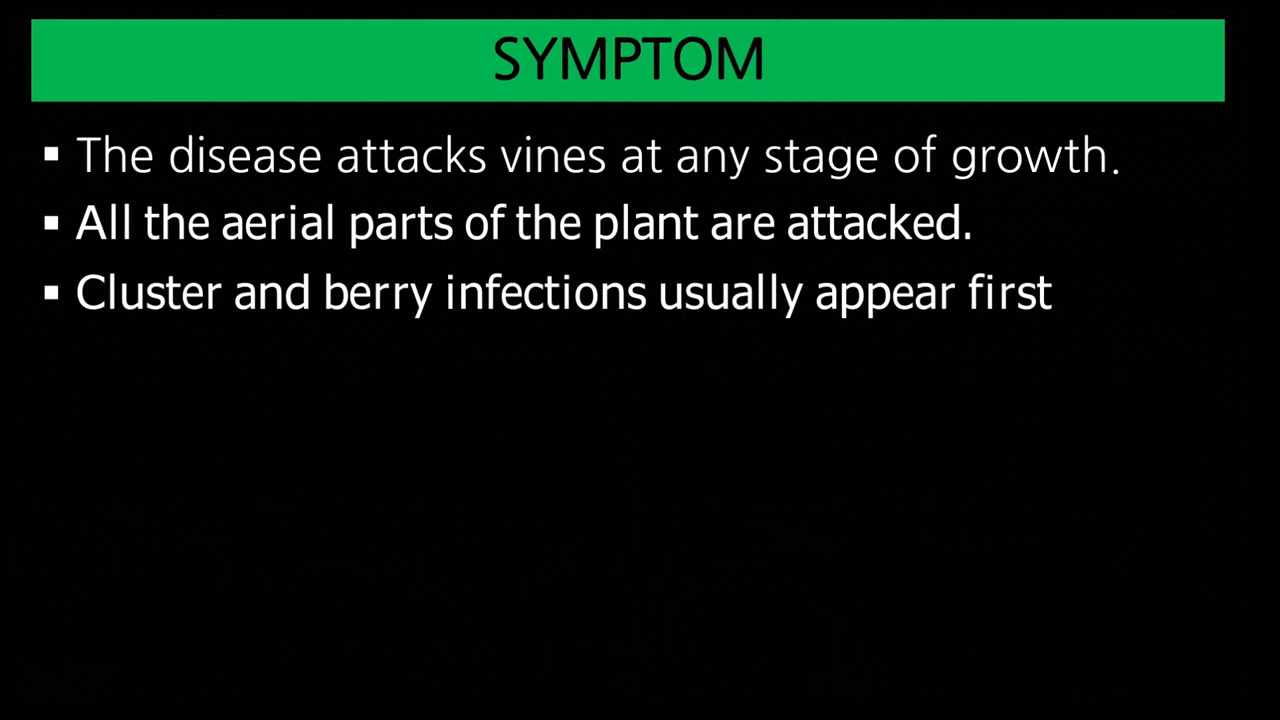 SYMPTOM
▪ The disease attacks vines at any stage of growth.
▪ All the aerial parts of the plant are attacked.
▪ Cluster and berry infections usually appear first